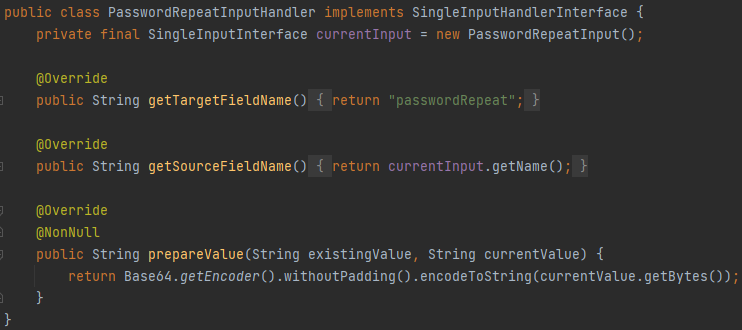 public class PasswordRepeatInputHandler implements SingleInputHandlerInterface {
private final SingleInputInterface currentInput = new PasswordRepeatInput();
@Override
public String getTargetFieldName() { return "passwordRepeat"; }
@Override
public String getSourceFieldName() { return currentInput.getName(); }
@Override
@NonNull
public String prepareValue(String existingValue, String currentValue) {
return Base64.getEncoder().withoutPadding().encodeToString(currentValue.getBytes());
}
}